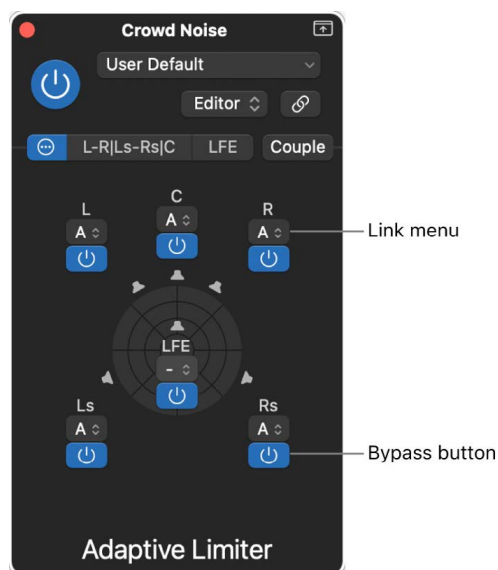 Crowd Noise
User Default
Editor
L-R|Ls-Rs|C LFE Couple
L C R
A A A
Link menu
LFE
-
Ls Rs
A A
Bypass button
Adaptive Limiter